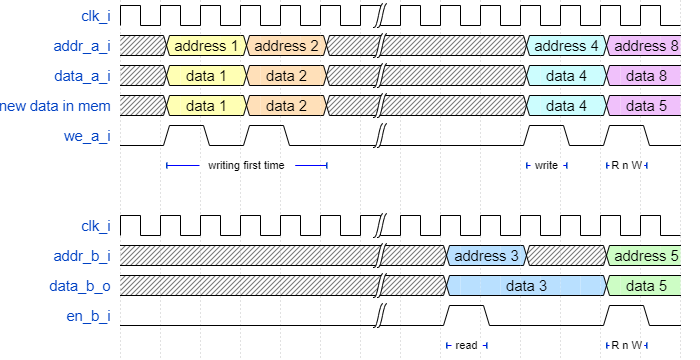 clk_i
addr_a_i address 1 address 2 address 4 address 8
data_a_i data 1 data 2 data 4 data 8
new data in mem data 1 data 2 data 4 data 5
we_a_i
writing first time write R n W
clk_i
addr_b_i address 3 address 5
data_b_o data 3 data 5
en_b_i
read R n W